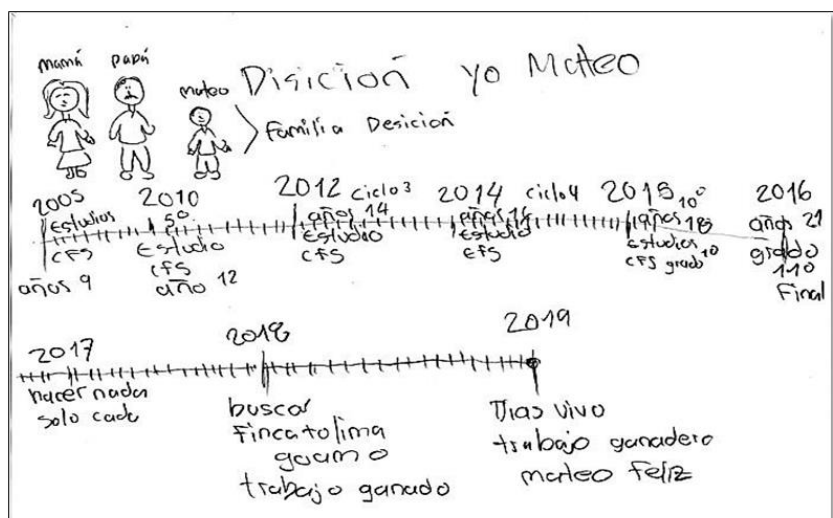 mamá papá
mateo Disición yo Mateo
Familia Desición
2005 2010 2012 ciclo 3 2014 ciclo 4 2015 10° 2016
Estudios 5° años 14 años 16 años 18 años 21
CFS Estudio Estudio Estudio Estudios grado
años 9 cfs CFS CFS CFS grado 10 110
año 12 Final
2017 2018 2019
hacer nada buscar Dias vivo
solo Finca tolima trabajo ganadero
guamo mateo Feliz
trabajo ganado